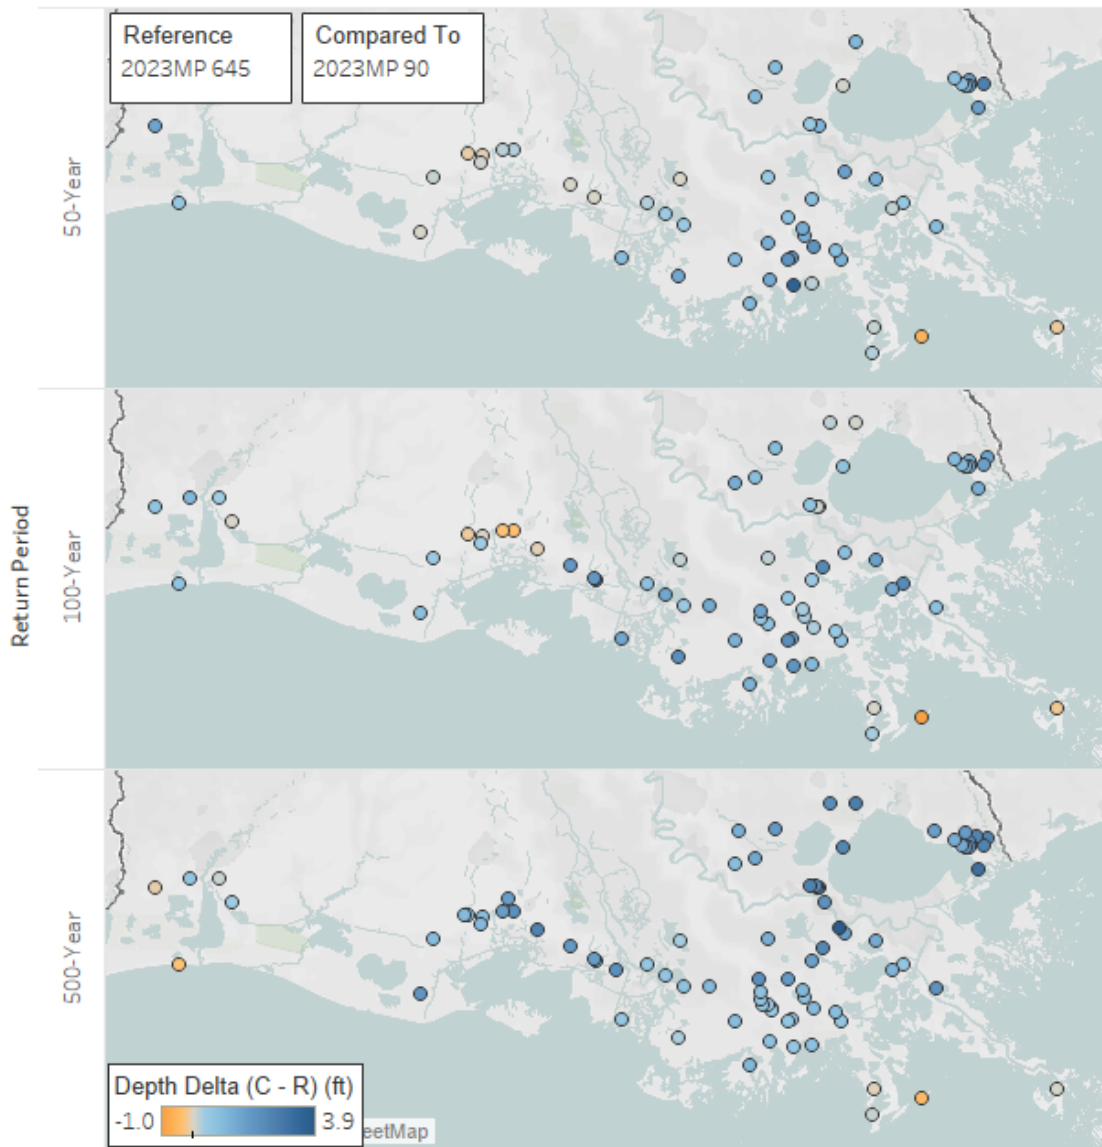 Reference
2023MP 645
Compared To
2023MP 90
Return Period
50-Year
100-Year
500-Year
Depth Delta (C - R) (ft)
-1.0
3.9
eetMap